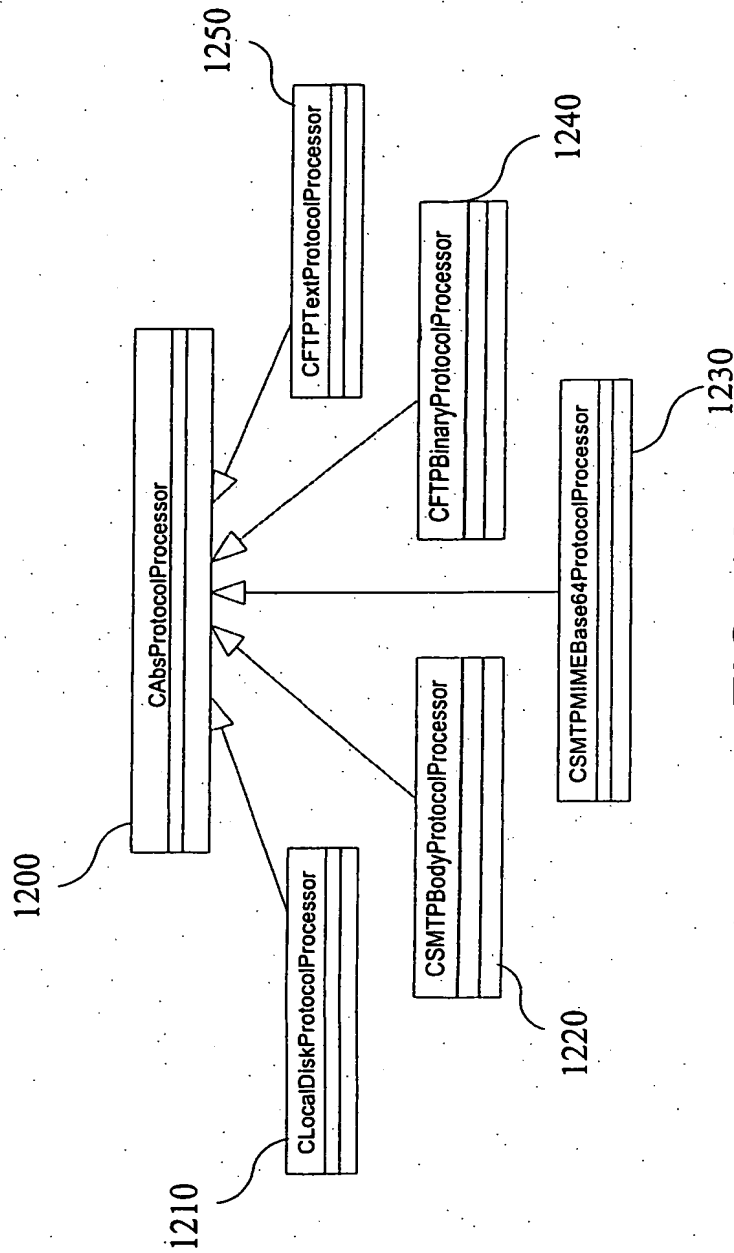 1200
CAbsProtocolProcessor
1250
CFTPTextProtocolProcessor
1210
CLocalDiskProtocolProcessor
1240
CFTPBinaryProtocolProcessor
CSMTPBodyProtocolProcessor
1220
CSMTPMIMEBase64ProtocolProcessor
1230